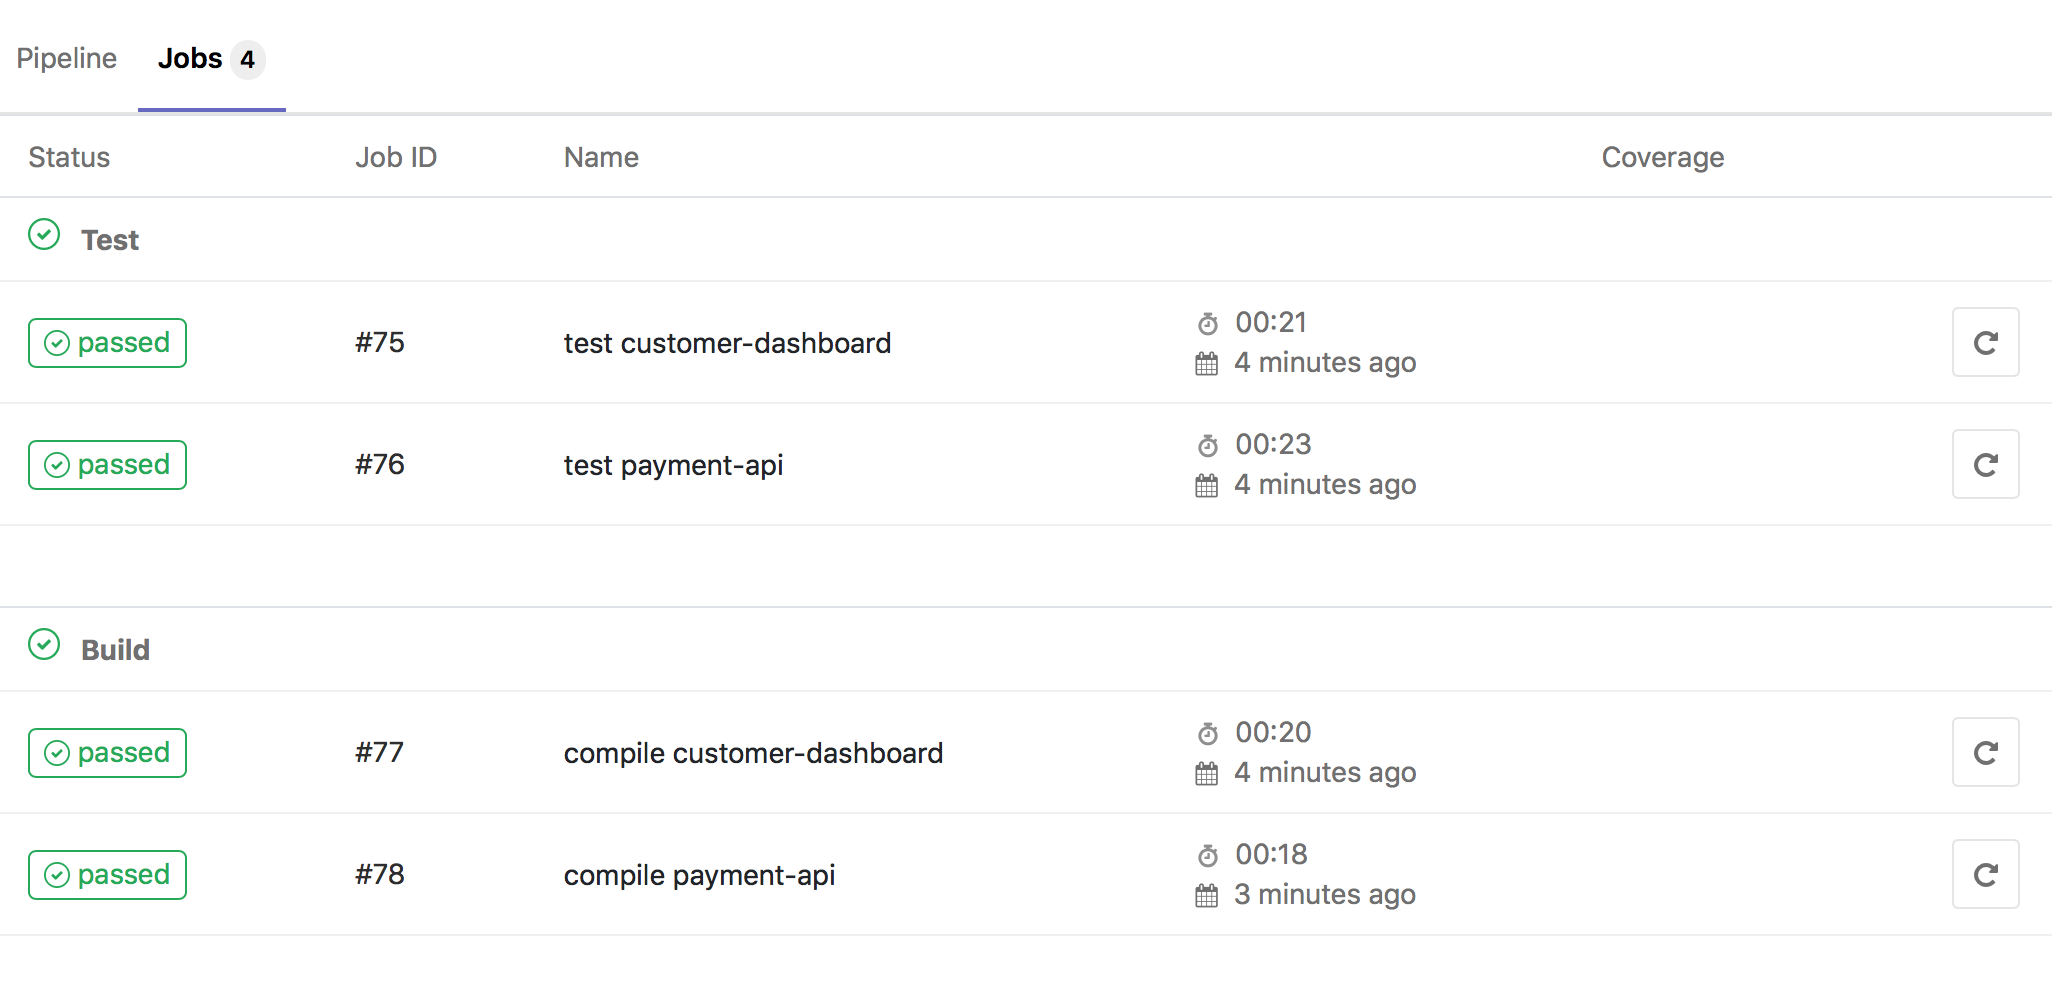 Pipeline Jobs 4
Status Job ID Name Coverage
Test
passed #75 test customer-dashboard 00:21
4 minutes ago
passed #76 test payment-api 00:23
4 minutes ago
Build
passed #77 compile customer-dashboard 00:20
4 minutes ago
passed #78 compile payment-api 00:18
3 minutes ago